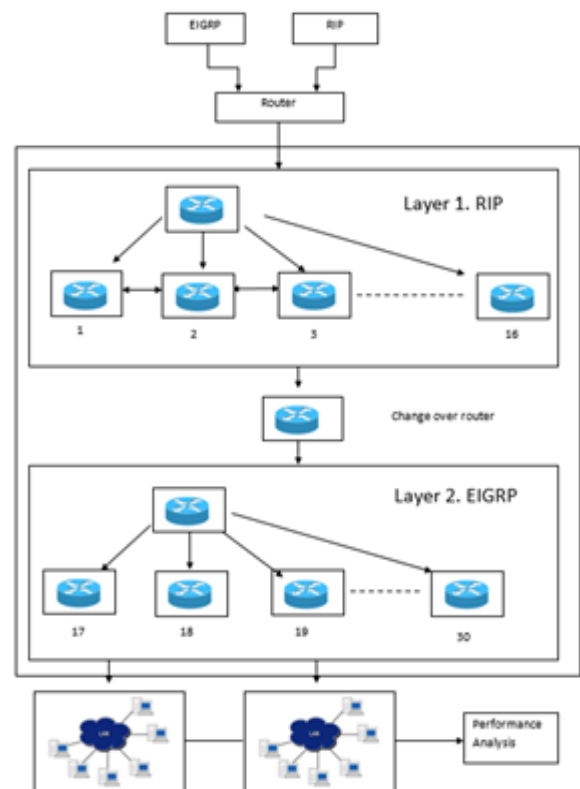 EIGRP
RIP
Router
Layer 1. RIP
1
2
3
16
Change over router
Layer 2. EIGRP
17
18
19
30
Performance
Analysis